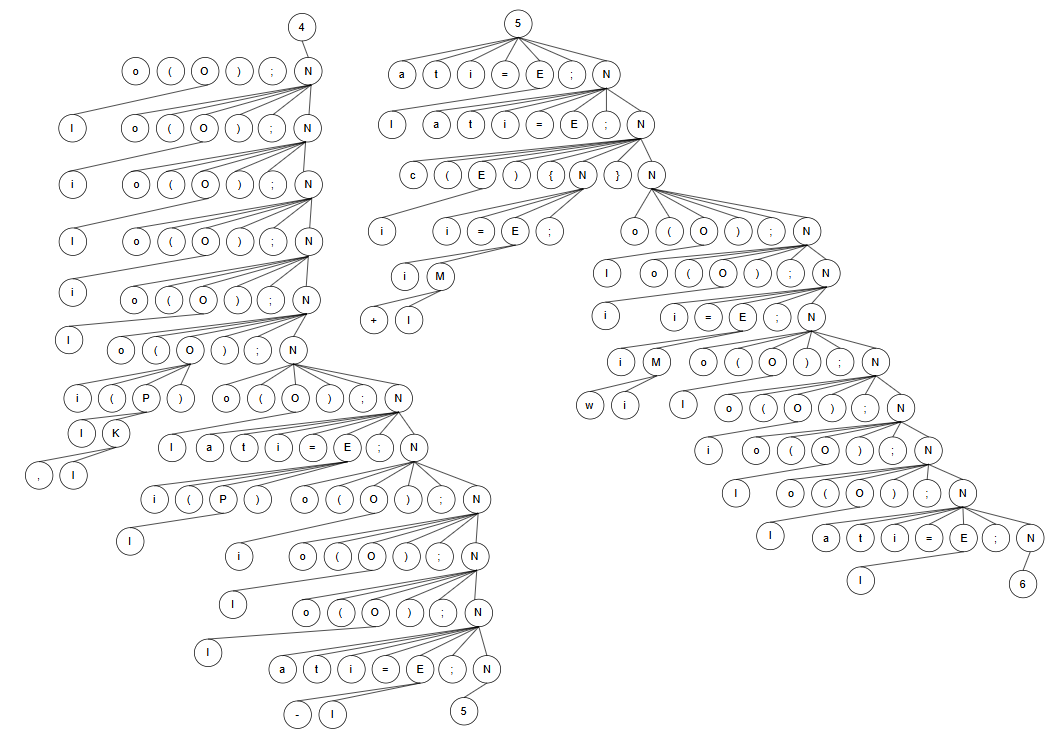 4
o ( O ) ; N
l o ( O ) ; N
i o ( O ) ; N
l o ( O ) ; N
i o ( O ) ; N
l
o ( O ) ; N
i ( P ) o ( O ) ; N
l K
l a t i = E ; N
, l
i ( P ) o ( O ) ; N
l
i o ( O ) ; N
l
o ( O ) ; N
l
a t i = E ; N
- l 5
5
a t i = E ; N
l a t i = E ; N
c ( E ) { N } N
i i = E ; o ( O ) ; N
i M
l o ( O ) ; N
+ l
i i = E ; N
i M o ( O ) ; N
w i l o ( O ) ; N
i o ( O ) ; N
l o ( O ) ; N
l a t i = E ; N
l 6